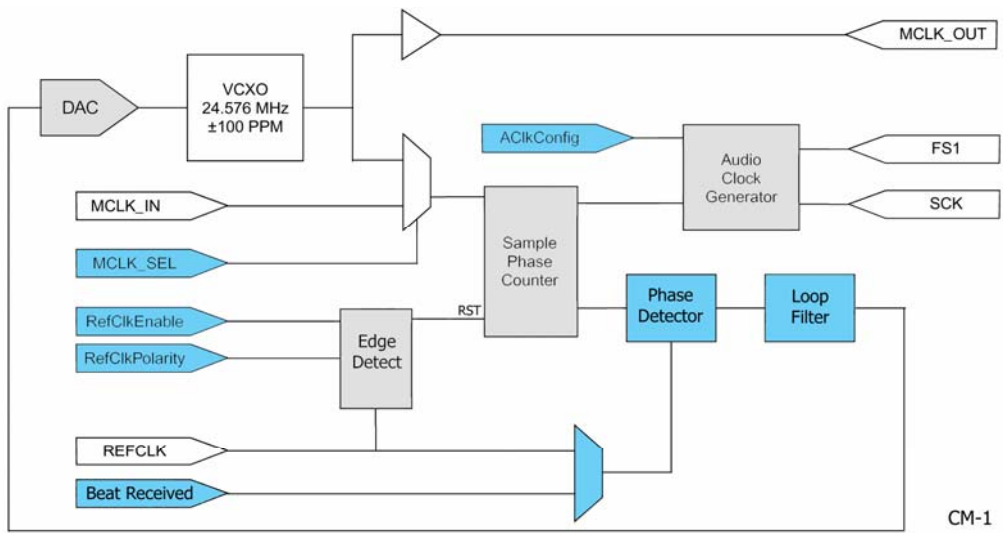 MCLK_OUT
DAC
VCXO
24.576 MHz
±100 PPM
AClkConfig
Audio
Clock
Generator
FS1
SCK
MCLK_IN
MCLK_SEL
Sample
Phase
Counter
RST
Phase
Detector
Loop
Filter
RefClkEnable
RefClkPolarity
Edge
Detect
REFCLK
Beat Received
CM-1